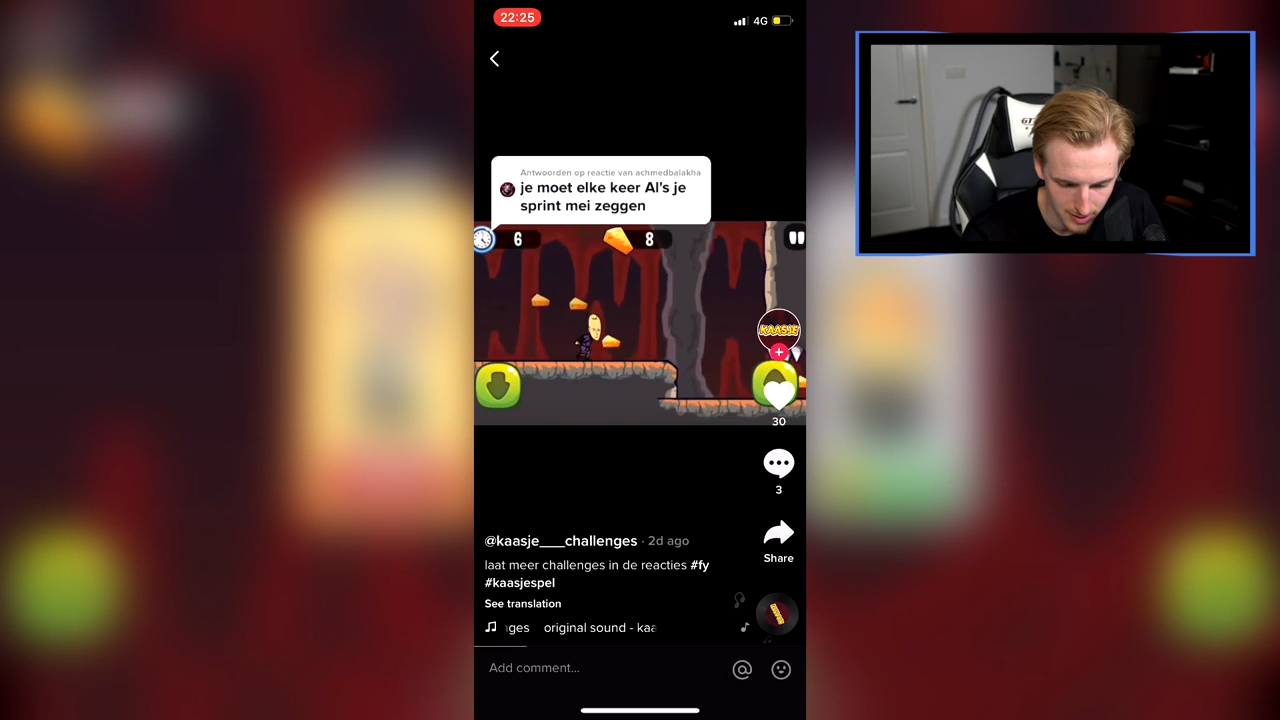 22:25
4G
Antwoorden op reactie van achmedbalakha
je moet elke keer Al's je
sprint mei zeggen
6
8
KAASJE
30
3
Share
@kaasje___challenges · 2d ago
laat meer challenges in de reacties #fy
#kaasjespel
See translation
ges original sound - kaa
Add comment...